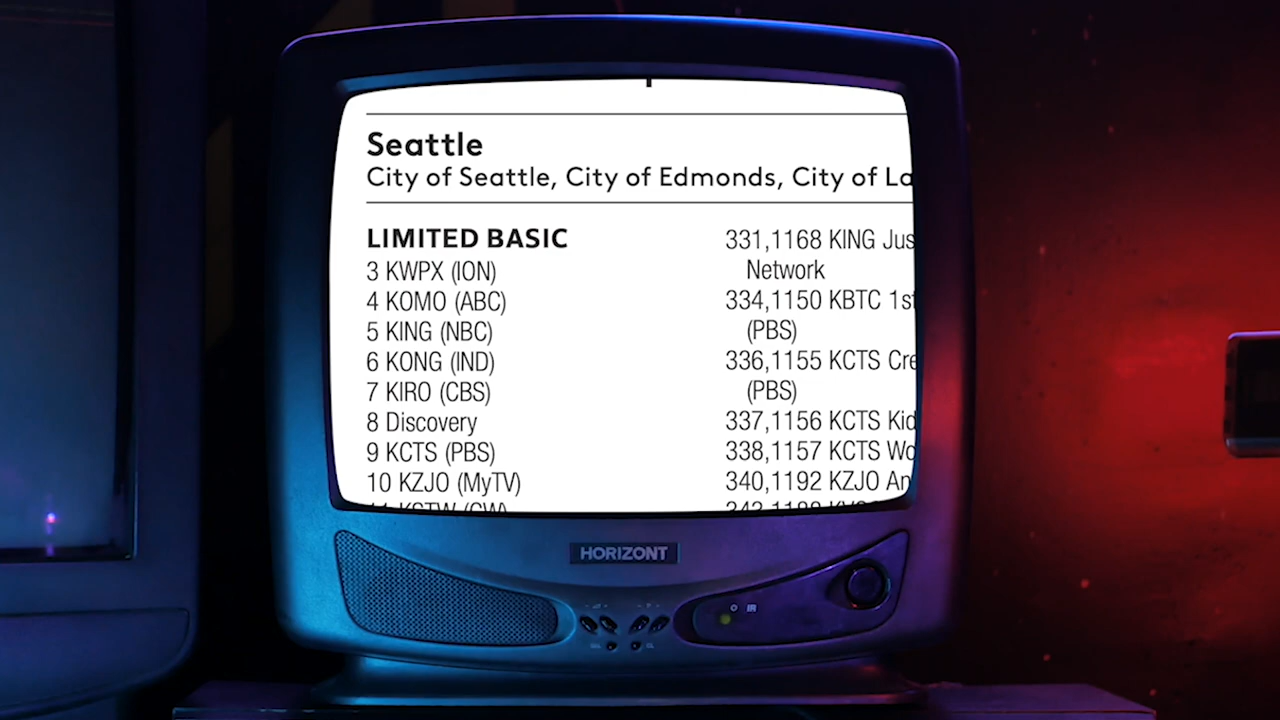 Seattle
City of Seattle, City of Edmonds, City of La
LIMITED BASIC
3 KWPX (ION)
4 KOMO (ABC)
5 KING (NBC)
6 KONG (IND)
7 KIRO (CBS)
8 Discovery
9 KCTS (PBS)
10 KZJO (MyTV)
11 KSTW (CW)
331,1168 KING Jus
Network
334,1150 KBTC 1st
(PBS)
336,1155 KCTS Cre
(PBS)
337,1156 KCTS Kid
338,1157 KCTS Wo
340,1192 KZJO An
HORIZONT